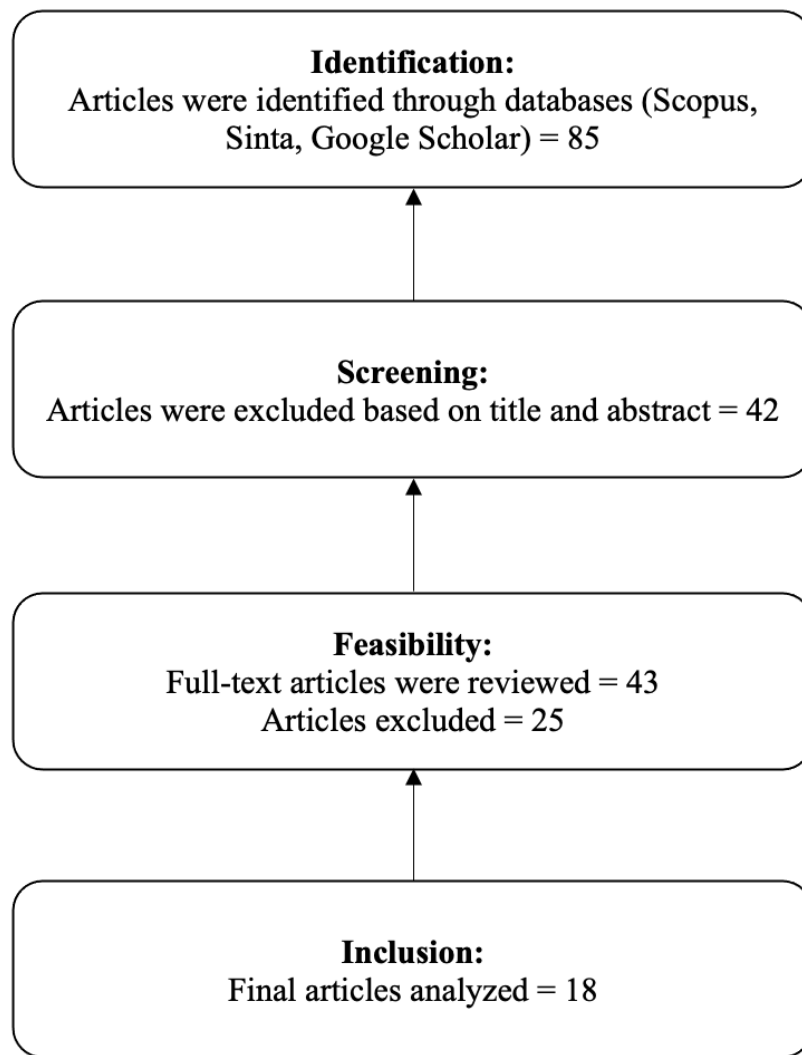 Identification:
Articles were identified through databases (Scopus,
Sinta, Google Scholar) = 85
Screening:
Articles were excluded based on title and abstract = 42
Feasibility:
Full-text articles were reviewed = 43
Articles excluded = 25
Inclusion:
Final articles analyzed = 18